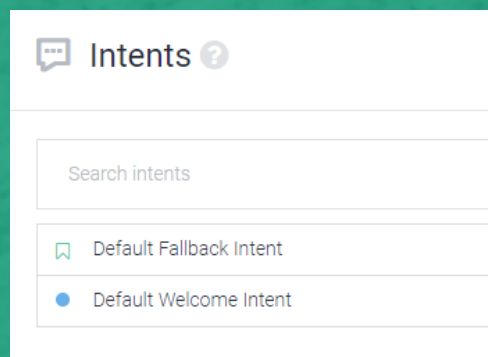 Intents ?
Search intents
Default Fallback Intent
Default Welcome Intent